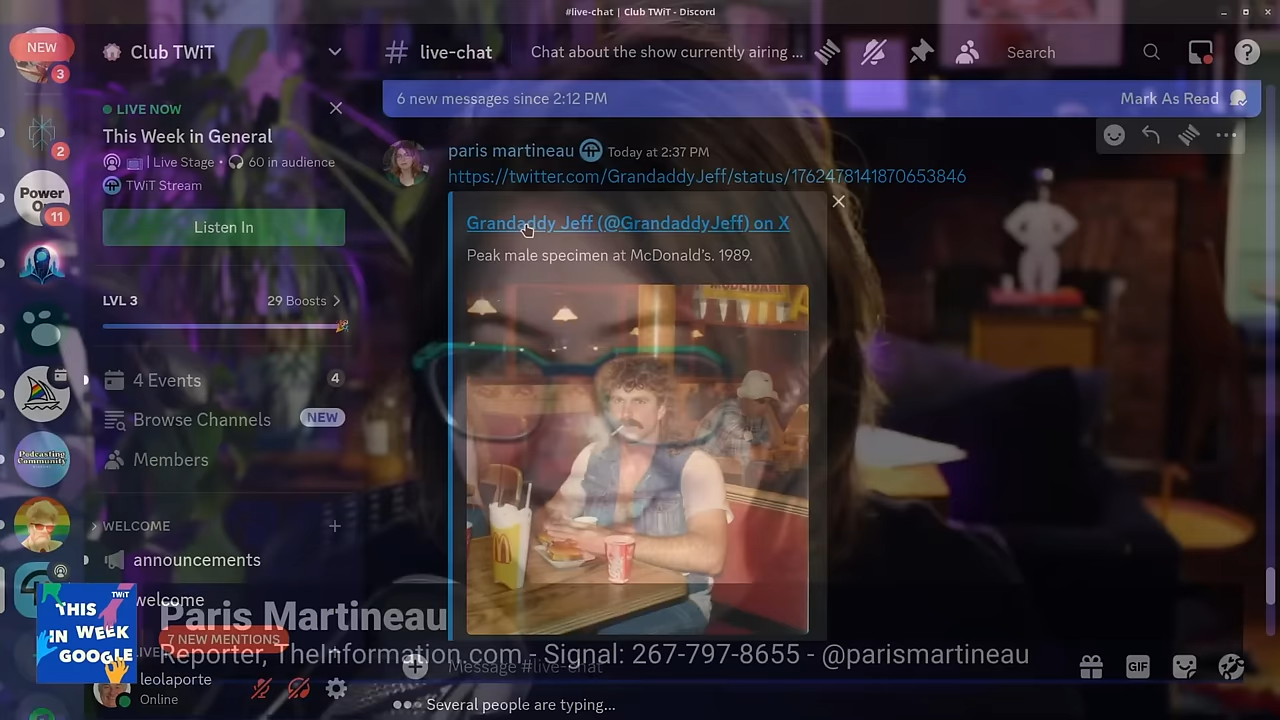 #live-chat | Club TWiT - Discord
NEW
3
Club TWiT
# live-chat
Chat about the show currently airing ...
Search
6 new messages since 2:12 PM
Mark As Read
LIVE NOW
This Week in General
| Live Stage • 60 in audience
TWiT Stream
Listen In
2
Power
On
11
paris martineau Today at 2:37 PM
https://twitter.com/GrandaddyJeff/status/1762478141870653846
Grandaddy Jeff (@GrandaddyJeff) on X
Peak male specimen at McDonald's. 1989.
LVL 3
29 Boosts
4 Events
4
Browse Channels
NEW
Members
Podcasting
Community
WELCOME
announcements
welcome
7 NEW MENTIONS
leolaporte
Online
TWiT
THIS
IN WEEK
GOOGLE
Paris Martineau
Reporter, TheInformation.com - Signal: 267-797-8655 - @parismartineau
Message #live-chat
GIF
Several people are typing...